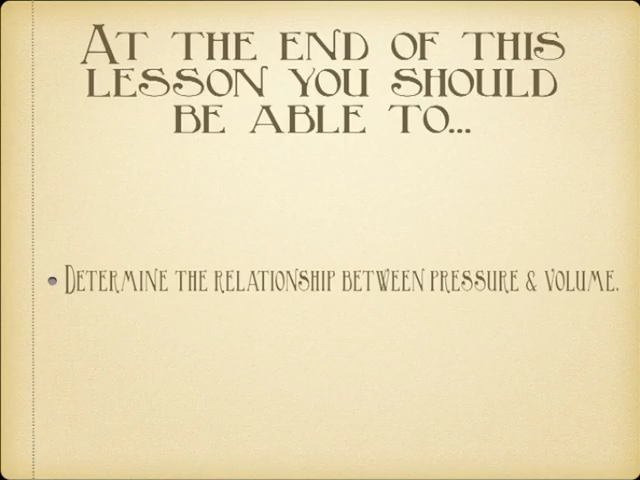 At the end of this
lesson you should
be able to...
• Determine the relationship between pressure & volume.